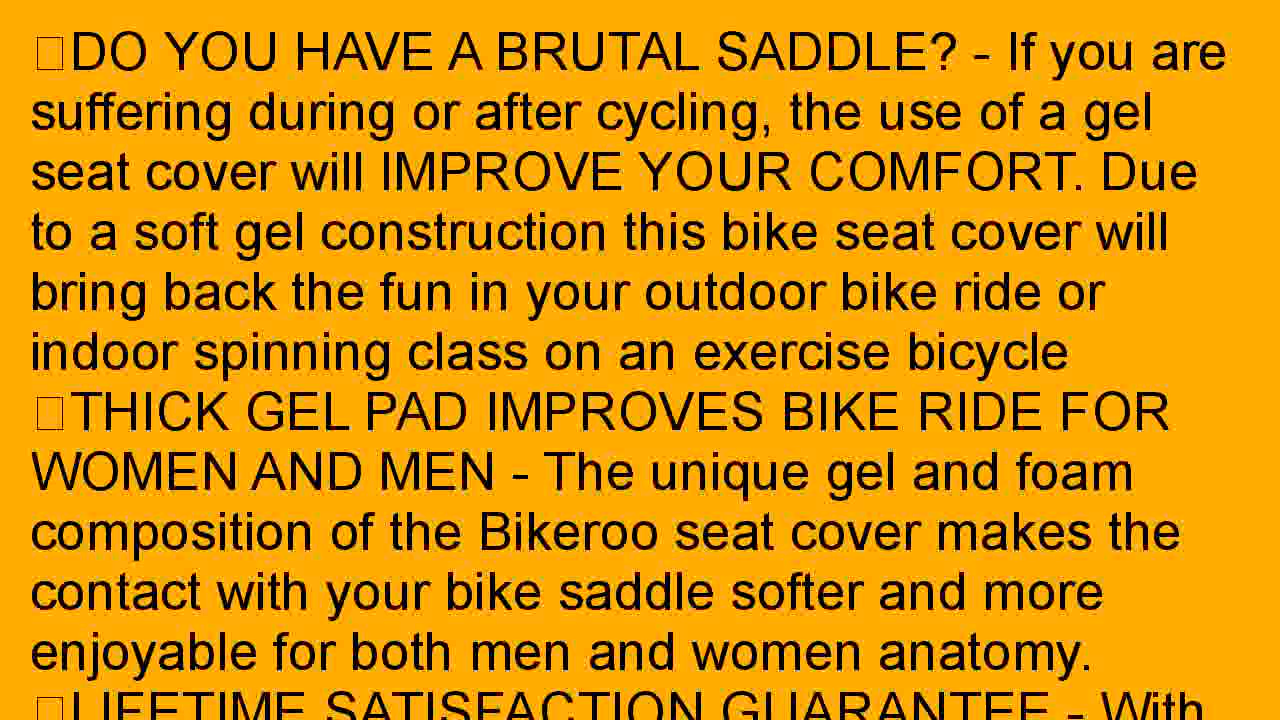 □DO YOU HAVE A BRUTAL SADDLE? - If you are
suffering during or after cycling, the use of a gel
seat cover will IMPROVE YOUR COMFORT. Due
to a soft gel construction this bike seat cover will
bring back the fun in your outdoor bike ride or
indoor spinning class on an exercise bicycle
□THICK GEL PAD IMPROVES BIKE RIDE FOR
WOMEN AND MEN - The unique gel and foam
composition of the Bikeroo seat cover makes the
contact with your bike saddle softer and more
enjoyable for both men and women anatomy.
□LIFETIME SATISFACTION GUARANTEE - With